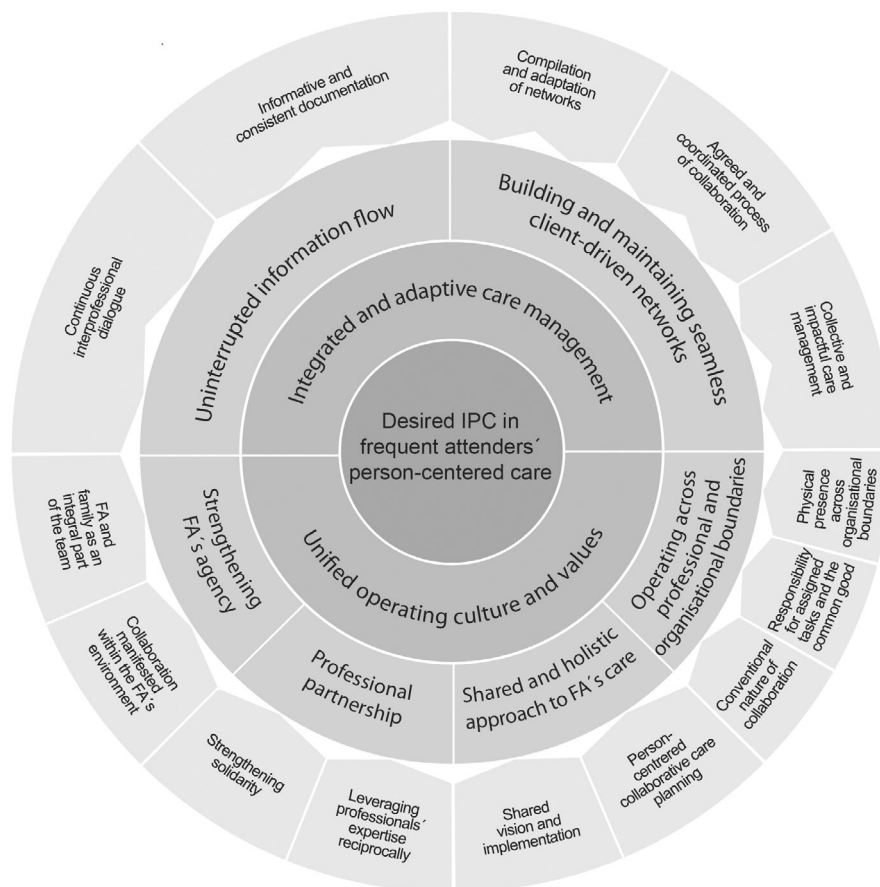 Informative and
consistent documentation
Compilation
and adaptation
of networks
Agreed and
coordinated process
of collaboration
Collective and
impactful care
management
Physical
presence
across
organisational
boundaries
Responsibility
for assigned
tasks and the
common good
Conventional
nature of
collaboration
Person-
centred
collaborative care
planning
Shared
vision and
implementation
Leveraging
professionals´
expertise
reciprocally
Strengthening
solidarity
Collaboration
manifested
within the FA´s
environment
FA and
family as an
integral part
of the team
Continuous
interprofessional
dialogue
Uninterrupted information flow
Building and maintaining seamless
client-driven networks
Operating across
professional and
organisational boundaries
Shared and holistic
approach to FA´s care
Professional
partnership
Strengthening
FA´s agency
Integrated and adaptive care management
Unified operating culture and values
Desired IPC in
frequent attenders´
person-centered care